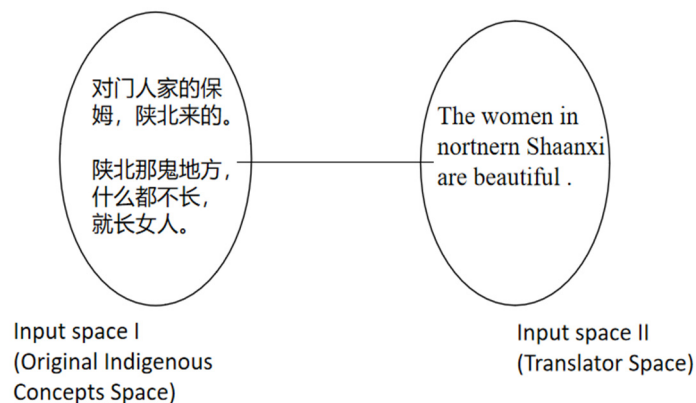 对门人家的保
姆，陕北来的。
陕北那鬼地方，
什么都不长，
就长女人。
The women in
nortnern Shaanxi
are beautiful .
Input space I
(Original Indigenous
Concepts Space)
Input space II
(Translator Space)